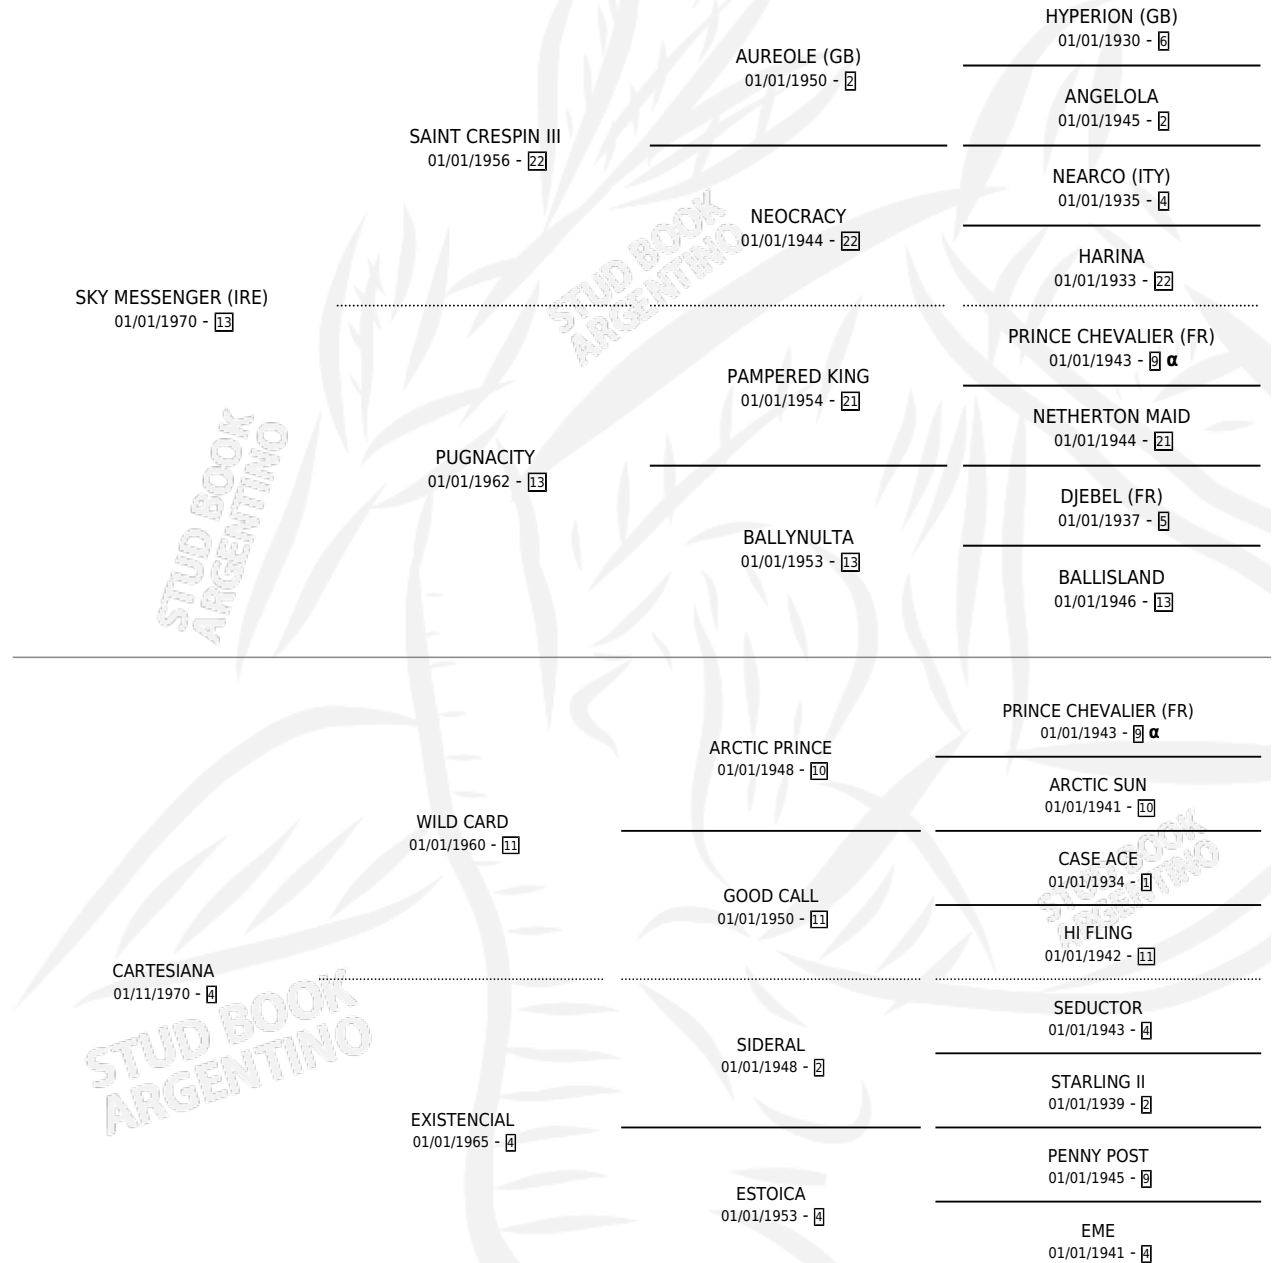 HYPERION (GB)
01/01/1930 - 6
AUREOLE (GB)
01/01/1950 - 2
ANGELOLA
01/01/1945 - 2
SAINT CRESPIN III
01/01/1956 - 22
NEARCO (ITY)
01/01/1935 - 4
NEOCRACY
01/01/1944 - 22
HARINA
01/01/1933 - 22
SKY MESSENGER (IRE)
01/01/1970 - 13
PRINCE CHEVALIER (FR)
01/01/1943 - 9 α
PAMPERED KING
01/01/1954 - 21
NETHERTON MAID
01/01/1944 - 21
PUGNACITY
01/01/1962 - 13
DJEBEL (FR)
01/01/1937 - 5
BALLYNULTA
01/01/1953 - 13
BALLISLAND
01/01/1946 - 13
PRINCE CHEVALIER (FR)
01/01/1943 - 9 α
ARCTIC PRINCE
01/01/1948 - 10
ARCTIC SUN
01/01/1941 - 10
WILD CARD
01/01/1960 - 11
CASE ACE
01/01/1934 - 1
GOOD CALL
01/01/1950 - 11
HI FLING
01/01/1942 - 11
CARTESIANA
01/11/1970 - 4
SEDUCTOR
01/01/1943 - 4
SIDERAL
01/01/1948 - 2
STARLING II
01/01/1939 - 2
EXISTENCIAL
01/01/1965 - 4
PENNY POST
01/01/1945 - 9
ESTOICA
01/01/1953 - 4
EME
01/01/1941 - 4
STUD BOOK
ARGENTINO
STUD BOOK
ARGENTINO
STUD BOOK
ARGENTINO
STUD BOOK
ARGENTINO